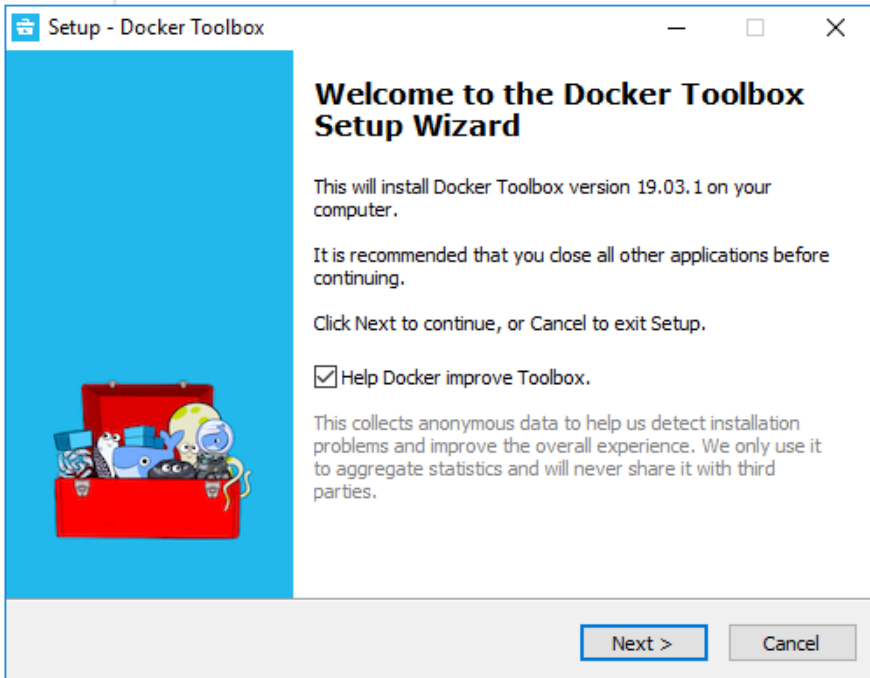 Setup - Docker Toolbox
Welcome to the Docker Toolbox
Setup Wizard
This will install Docker Toolbox version 19.03.1 on your
computer.
It is recommended that you close all other applications before
continuing.
Click Next to continue, or Cancel to exit Setup.
Help Docker improve Toolbox.
This collects anonymous data to help us detect installation
problems and improve the overall experience. We only use it
to aggregate statistics and will never share it with third
parties.
Next >
Cancel